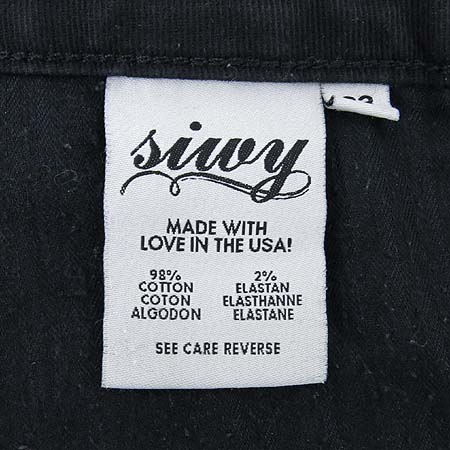 siwy
MADE WITH
LOVE IN THE USA!
98% 2%
COTTON ELASTAN
COTON ELASTHANNE
ALGODON ELASTANE
SEE CARE REVERSE